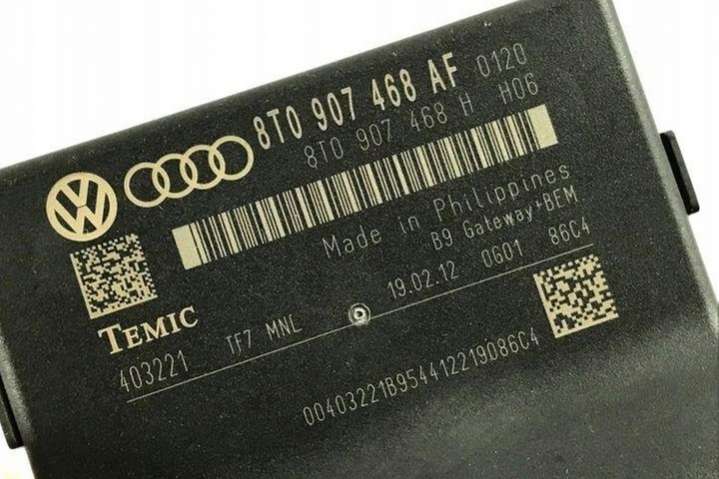 8T0 907 468 AF 0120
8T0 907 468 H H06
Made in Philippines
B9 Gateway+BEM
19.02.12 0601 86C4
TEMIC
403221 TF7 MNL
00403221B954412219086C4